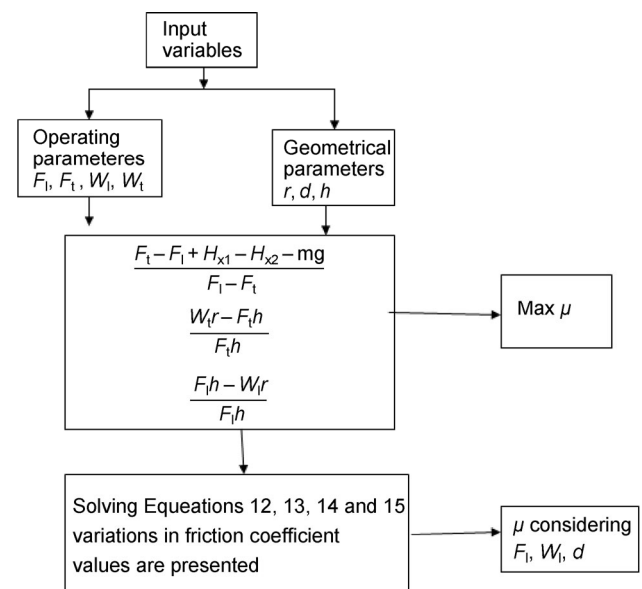 Input
variables
Operating
parameteres
Fl, Ft, Wl, Wt
Geometrical
parameters
r, d, h
Ft – Fl + Hx1 – Hx2 – mg
Fl – Ft
Wtr – Fth
Fth
Flh – Wlr
Flh
Max μ
Solving Equeations 12, 13, 14 and 15
variations in friction coefficient
values are presented
μ considering
Fl, Wl, d